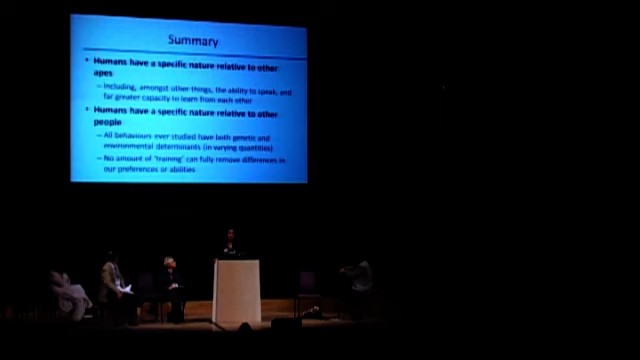 Summary
• Humans have a specific nature relative to other
apes
– Including, amongst other things, the ability to speak, and
far greater capacity to learn from each other
• Humans have a specific nature relative to other
people
– All behaviours ever studied have both genetic and
environmental determinants (in varying quantities)
– No amount of 'training' can fully remove differences in
our preferences or abilities